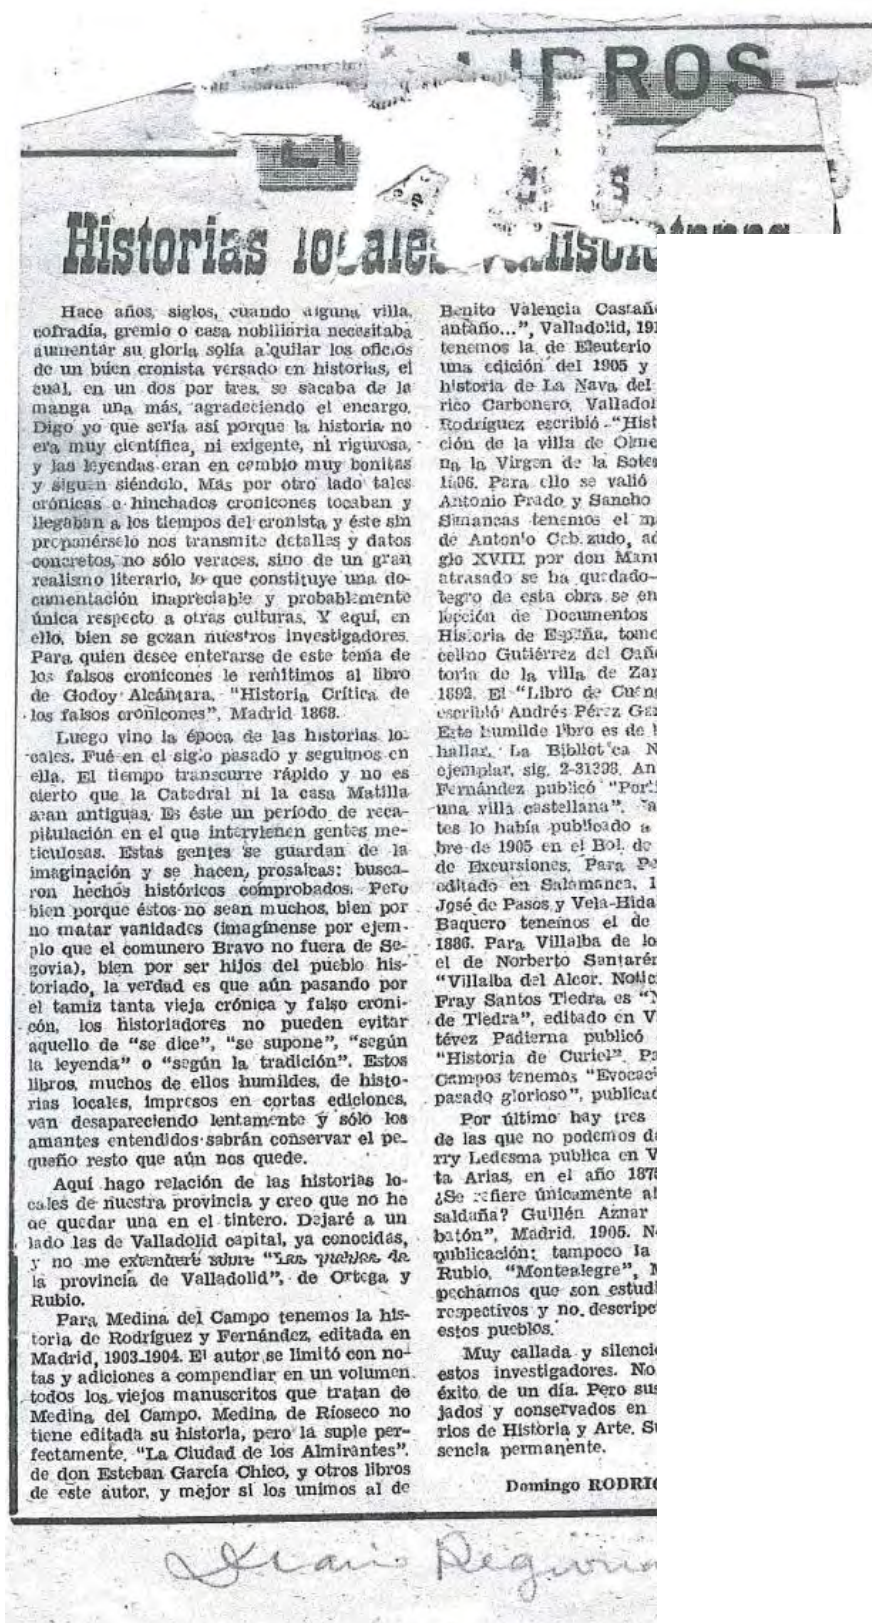 LIBROS
Historias locales
Hace años, siglos, cuando alguna villa,
cofradía, gremio o casa nobiliaria necesitaba
aumentar su gloria solía alquilar los oficios
de un buen cronista versado en historias, el
cual, en un dos por tres, se sacaba de la
manga una más, agradeciendo el encargo.
Digo yo que sería así porque la historia no
era muy científica, ni exigente, ni rigurosa,
y las leyendas eran en cambio muy bonitas
y siguen siéndolo. Más por otro lado tales
crónicas o hinchados cronicones tocaban y
llegaban a los tiempos del cronista y éste sin
proponérselo nos transmite detalles y datos
concretos, no sólo veraces, sino de un gran
realismo literario, lo que constituye una do-
cumentación inapreciable y probablemente
única respecto a otras culturas. Y aquí, en
ello, bien se gozan nuestros investigadores.
Para quien desee enterarse de este tema de
los falsos cronicones le remitimos al libro
de Godoy Alcántara, "Historia Crítica de
los falsos cronicones", Madrid 1868.
Luego vino la época de las historias lo-
cales. Fué en el siglo pasado y seguimos en
ella. El tiempo transcurre rápido y no es
cierto que la Catedral ni la casa Matilla
sean antiguas. Es éste un período de reca-
pitulación en el que intervienen gentes me-
ticulosas. Estas gentes se guardan de la
imaginación y se hacen prosaicas: busca-
ron hechos históricos comprobados. Pero
bien porque éstos no sean muchos, bien por
no matar vanidades (imagínense por ejem-
plo que el comunero Bravo no fuera de Se-
govia), bien por ser hijos del pueblo his-
toriado, la verdad es que aún pasando por
el tamiz tanta vieja crónica y falso croni-
cón, los historiadores no pueden evitar
aquello de "se dice", "se supone", "según
la leyenda" o "según la tradición". Estos
libros, muchos de ellos humildes, de histo-
rias locales, impresos en cortas ediciones,
van desapareciendo lentamente y sólo los
amantes entendidos sabrán conservar el pe-
queño resto que aún nos quede.
Aquí hago relación de las historias lo-
cales de nuestra provincia y creo que no ha
de quedar una en el tintero. Dejaré a un
lado las de Valladolid capital, ya conocidas,
y no me extenderé sobre "Los pueblos de
la provincia de Valladolid", de Ortega y
Rubio.
Para Medina del Campo tenemos la his-
toria de Rodríguez y Fernández, editada en
Madrid, 1903-1904. El autor se limitó con no-
tas y adiciones a compendiar en un volumen
todos los viejos manuscritos que tratan de
Medina del Campo. Medina de Rioseco no
tiene editada su historia, pero la suple per-
fectamente, "La Ciudad de los Almirantes",
de don Esteban García Chico, y otros libros
de este autor, y mejor si los unimos al de
Benito Valencia Castañ
antaño...", Valladolid, 191
tenemos la de Eleuterio
una edición del 1905 y
historia de La Nava del
rico Carbonero, Valladol
Rodríguez escribió "Hist
ción de la villa de Olme
na la Virgen de la Soter
Para ello se valió
Antonio Prado y Sancho
Simancas tenemos el m
de Antonio Cabezudo, ad
glo XVIII por don Manu
atrasado se ha quedado
tegro de esta obra se en
lección de Documentos
Historia de España, tomo
celino Gutiérrez del Cañ
toria de la villa de Zar
1892. El "Libro de Cuen
escribió Andrés Pérez Gar
Este humilde libro es de
hallar. La Biblioteca N
ejemplar, sig. 2-31398. An
Fernández publicó "Port
una villa castellana",
tes lo había publicado a
bre de 1905 en el Bol. de
de Excursiones. Para Pe
editado en Salamanca, 1
José de Pasos y Vela-Hida
Baquero tenemos el de
1886. Para Villalba de lo
el de Norberto Santarén
"Villalba del Alcor. Notic
Fray Santos Tiedra es "N
de Tiedra", editado en V
tévez Padierna publicó
"Historia de Curiel". Pa
Campos tenemos "Evocaci
pasado glorioso", publicad
Por último hay tres
de las que no podemos d
rry Ledesma publica en V
ta Arias, en el año 1878
¿Se refiere únicamente al
saldaña? Guillén Aznar
batón", Madrid, 1905. N
publicación; tampoco la
Rubio, "Montealegre", M
pechamos que son estudi
respectivos y no descripc
estos pueblos.
Muy callada y silenci
estos investigadores. No
éxito de un día. Pero sus
jados y conservados en
rios de Historia y Arte. S
sencia permanente.
Domingo RODRIG
Diario Regiona